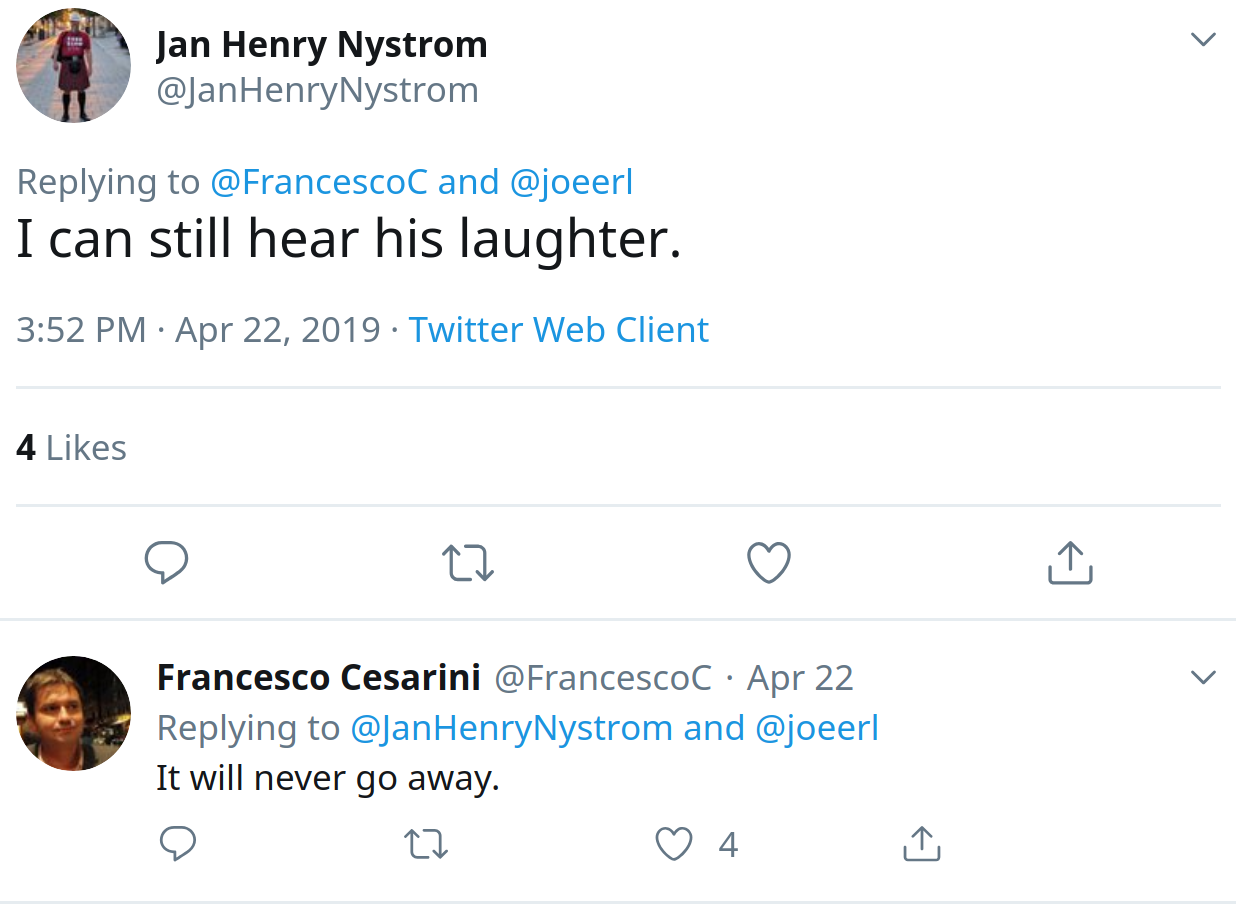 Jan Henry Nystrom
@JanHenryNystrom
Replying to @FrancescoC and @joeerl
I can still hear his laughter.
3:52 PM · Apr 22, 2019 · Twitter Web Client
4 Likes
Francesco Cesarini @FrancescoC · Apr 22
Replying to @JanHenryNystrom and @joeerl
It will never go away.
4